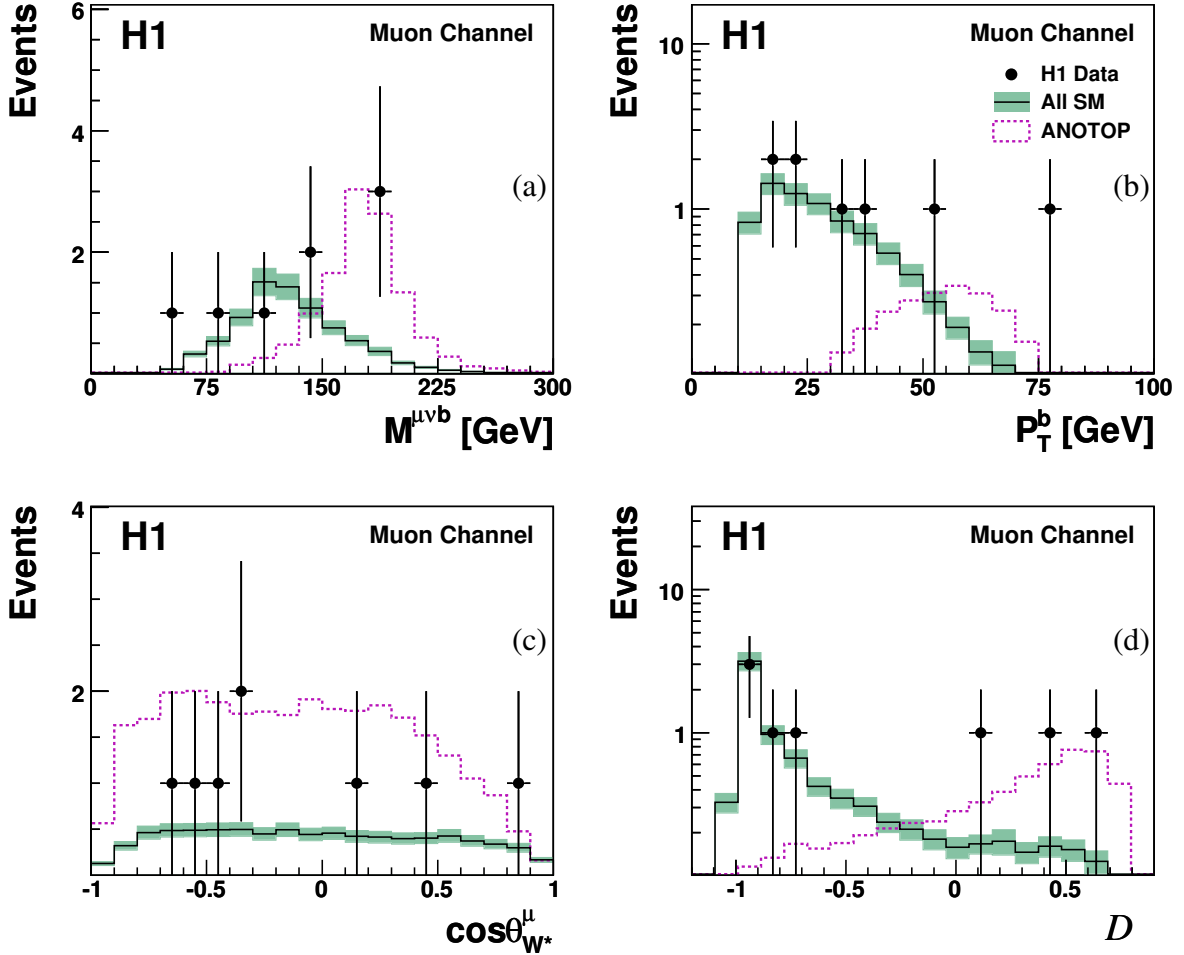 H1 Muon Channel
Events
6
4
2
(a)
0 75 150 225 300
M^μνb [GeV]
H1 Muon Channel
H1 Data
All SM
ANOTOP
Events
10
1
(b)
0 25 50 75 100
P_T^b [GeV]
H1 Muon Channel
Events
4
2
(c)
-1 -0.5 0 0.5 1
cosθ_W*^μ
H1 Muon Channel
Events
10
1
(d)
-1 -0.5 0 0.5
D